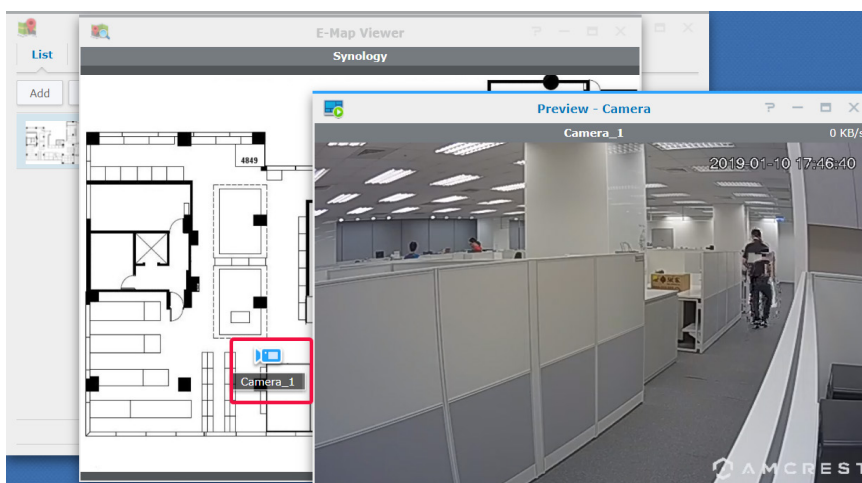 E-Map Viewer
List
Synology
Add
Preview - Camera
Camera_1
0 KB/s
4849
2019-01-10 17:46:40
Camera_1
AMCREST